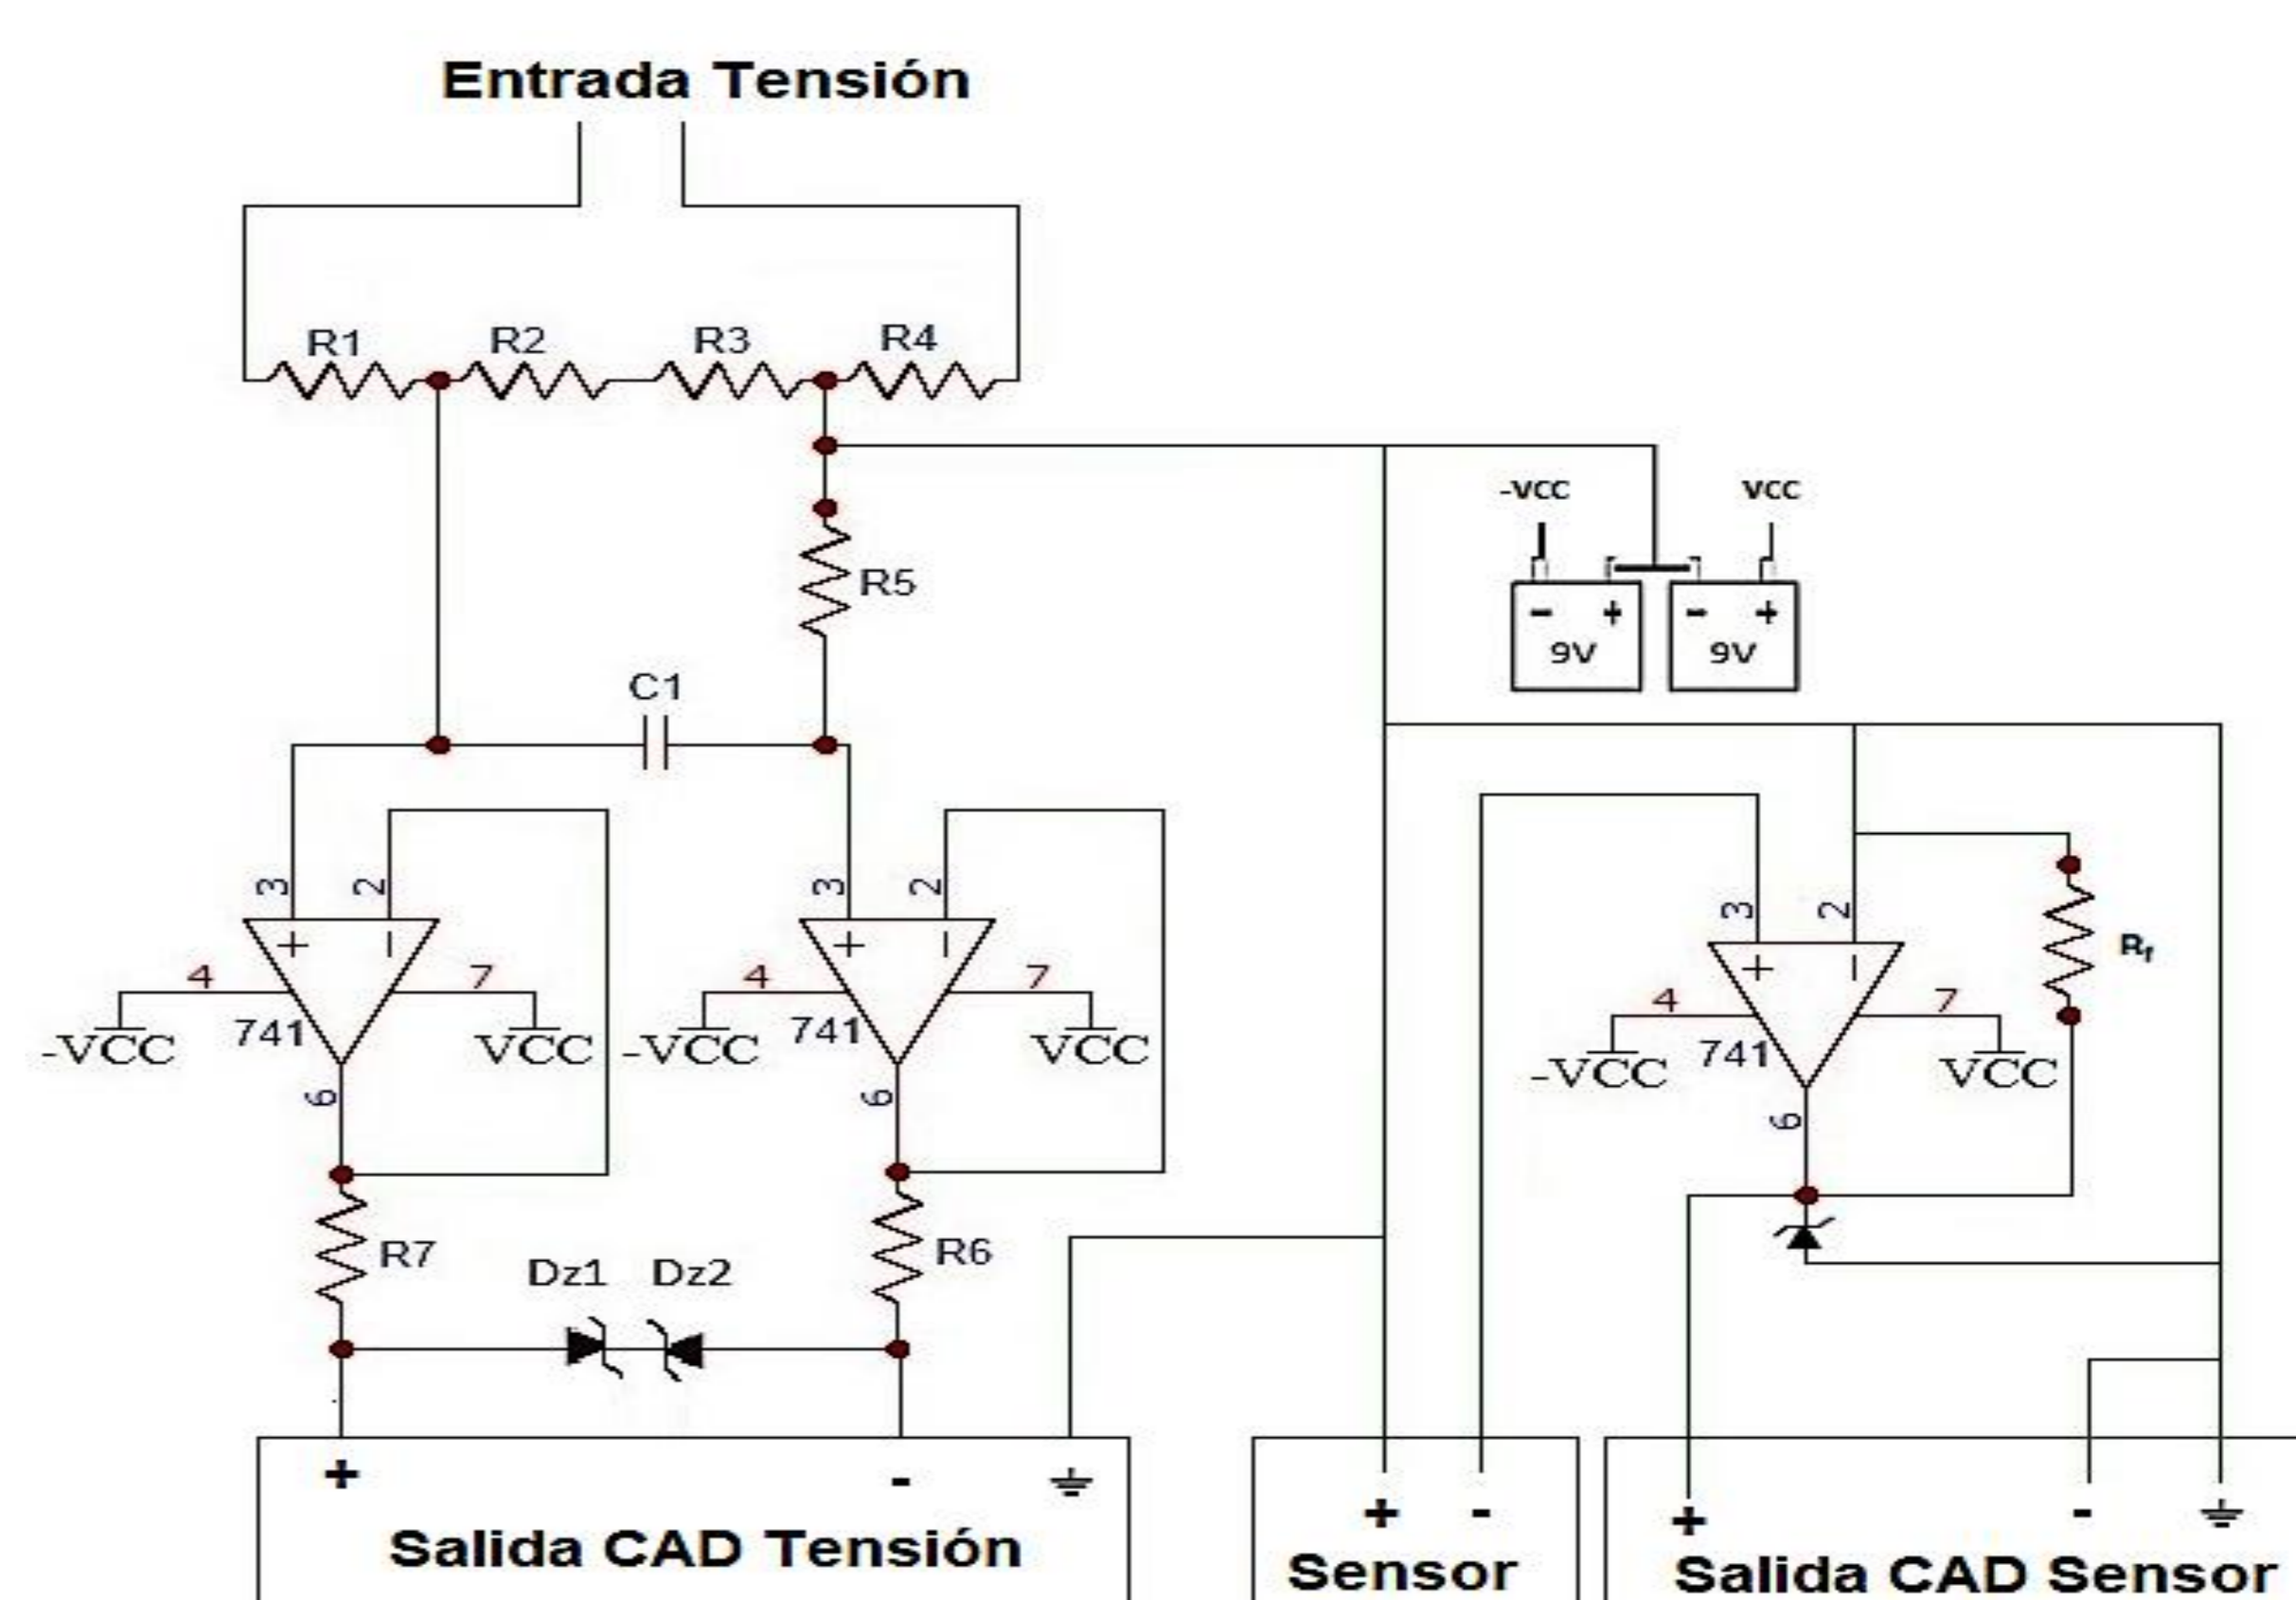 Entrada Tensión
R1
R2
R3
R4
-VCC
VCC
R5
- +
- +
9V
9V
C1
3
2
3
2
3
2
+
+
+
Rf
4
7
4
7
4
7
741
741
741
-VCC
VCC
-VCC
VCC
-VCC
VCC
6
6
6
R7
R6
Dz1
Dz2
+
-
+
-
+
-
Salida CAD Tensión
Sensor
Salida CAD Sensor